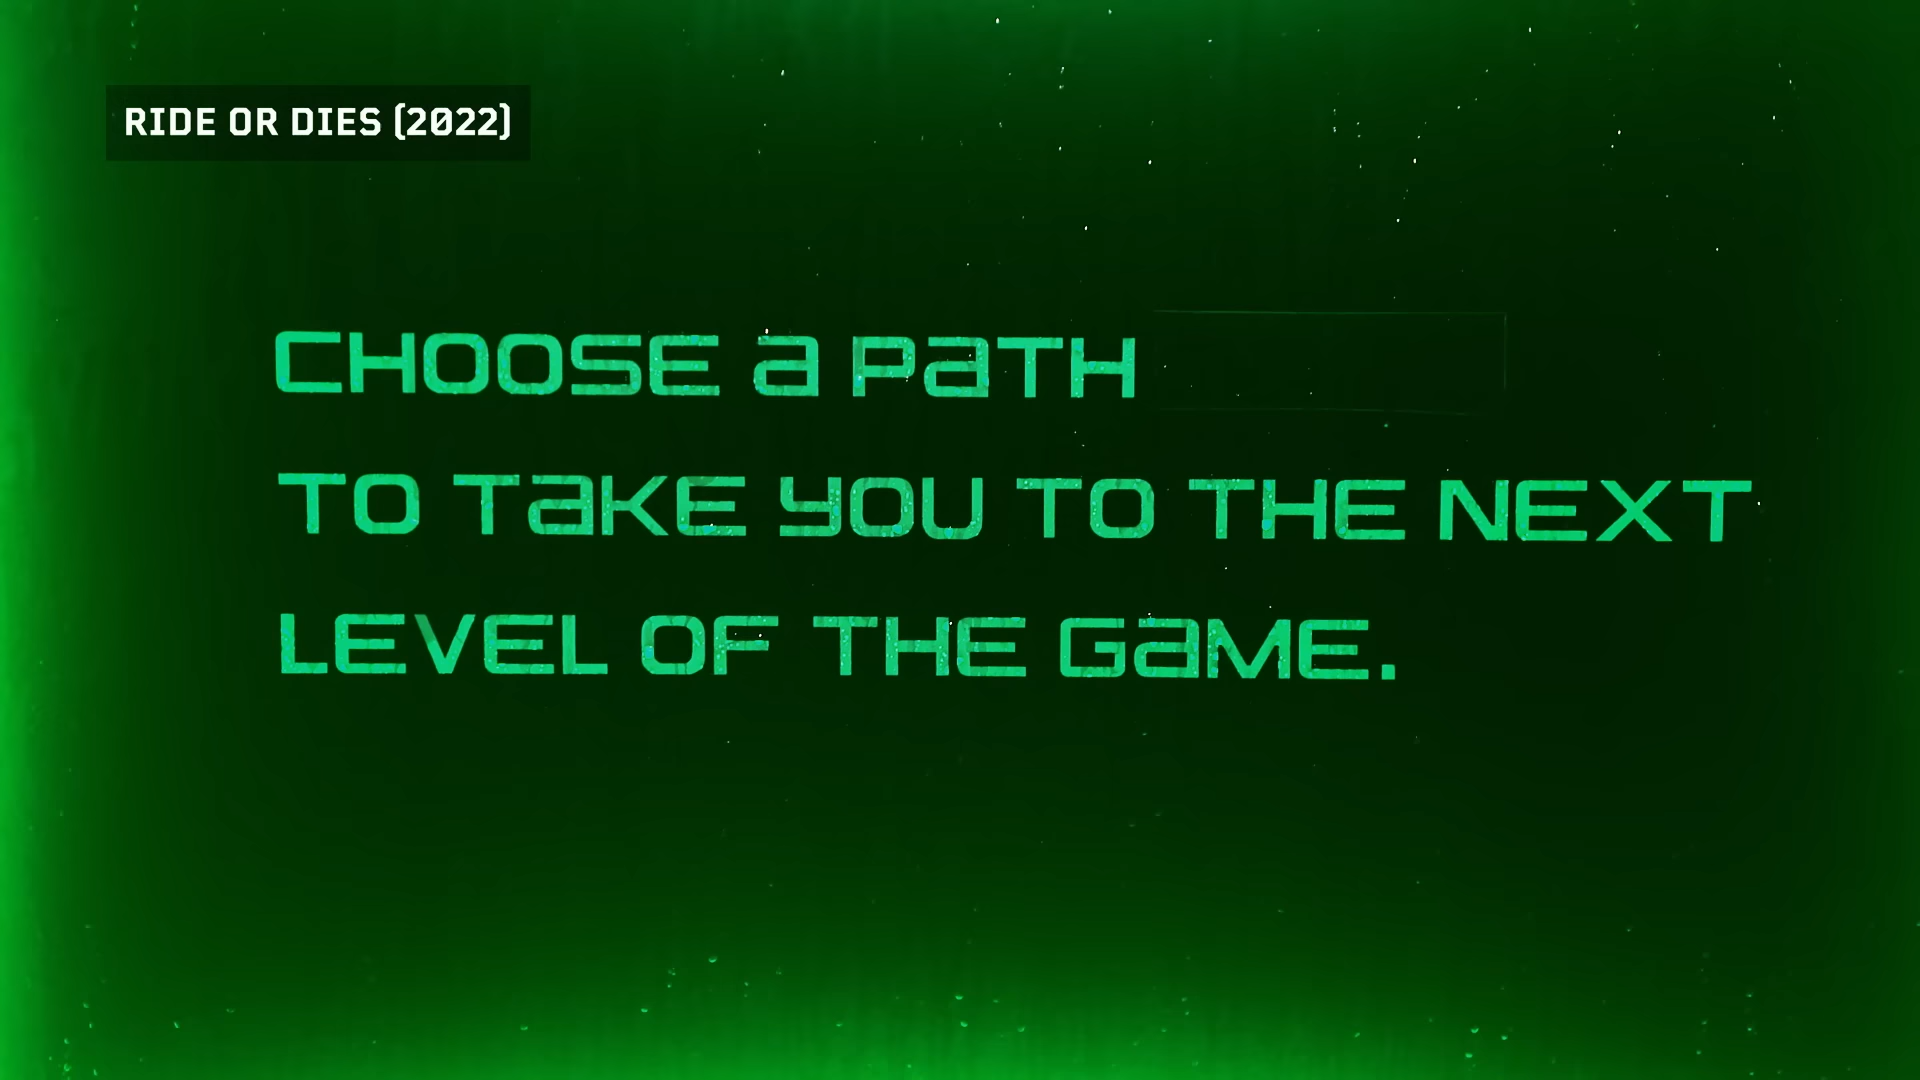 RIDE OR DIES (2022)
CHOOSE a PaTH
TO TaKE YOU TO THE NEXT
LEVEL OF THE GaME.